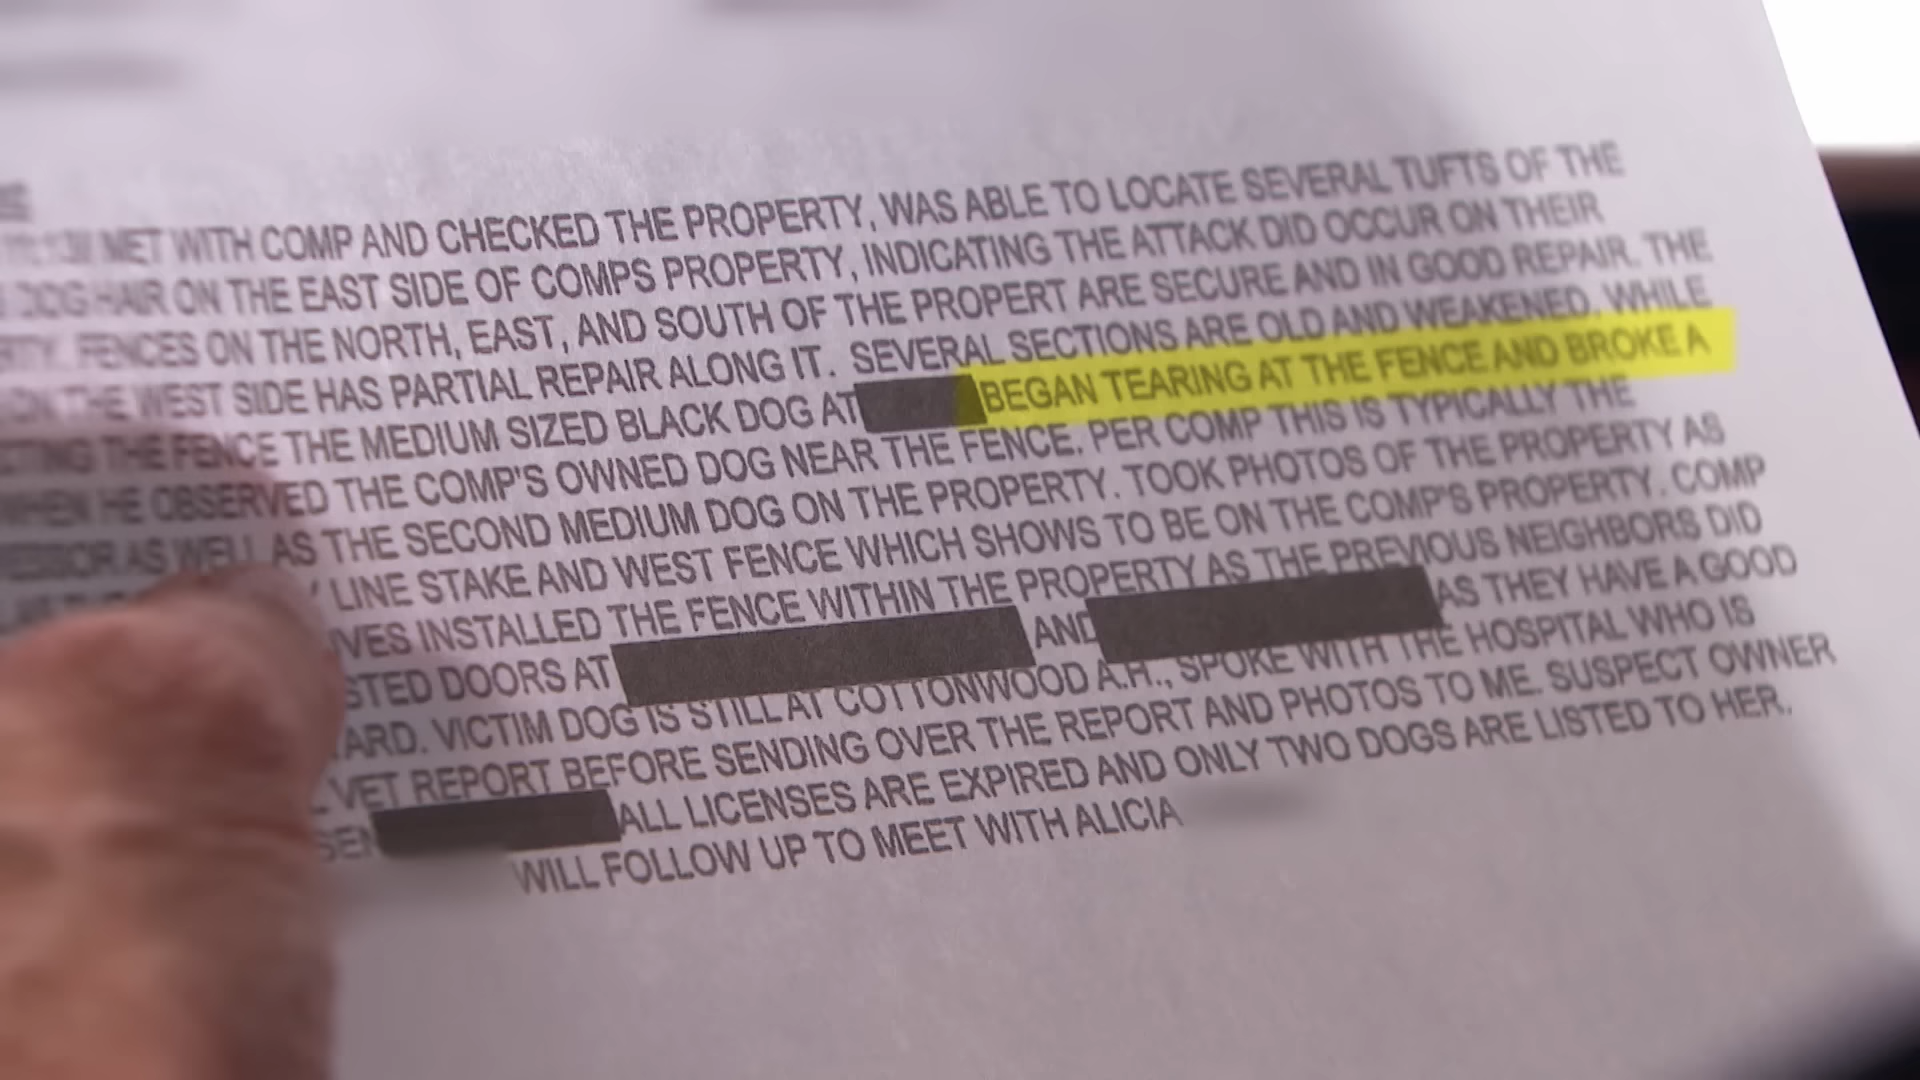 MET WITH COMP AND CHECKED THE PROPERTY, WAS ABLE TO LOCATE SEVERAL TUFTS OF THE
DOG HAIR ON THE EAST SIDE OF COMPS PROPERTY, INDICATING THE ATTACK DID OCCUR ON THEIR
FENCES ON THE NORTH, EAST, AND SOUTH OF THE PROPERT ARE SECURE AND IN GOOD REPAIR. THE
ON THE WEST SIDE HAS PARTIAL REPAIR ALONG IT. SEVERAL SECTIONS ARE OLD AND WEAKENED. WHILE
THE FENCE THE MEDIUM SIZED BLACK DOG AT BEGAN TEARING AT THE FENCE AND BROKE A
WHEN HE OBSERVED THE COMP'S OWNED DOG NEAR THE FENCE. PER COMP THIS IS TYPICALLY THE
AS WELL AS THE SECOND MEDIUM DOG ON THE PROPERTY. TOOK PHOTOS OF THE PROPERTY AS
LINE STAKE AND WEST FENCE WHICH SHOWS TO BE ON THE COMP'S PROPERTY. COMP
INSTALLED THE FENCE WITHIN THE PROPERTY AS THE PREVIOUS NEIGHBORS DID
DOORS AT AND AS THEY HAVE A GOOD
VICTIM DOG IS STILL AT COTTONWOOD A.H., SPOKE WITH THE HOSPITAL WHO IS
VET REPORT BEFORE SENDING OVER THE REPORT AND PHOTOS TO ME. SUSPECT OWNER
ALL LICENSES ARE EXPIRED AND ONLY TWO DOGS ARE LISTED TO HER.
WILL FOLLOW UP TO MEET WITH ALICIA